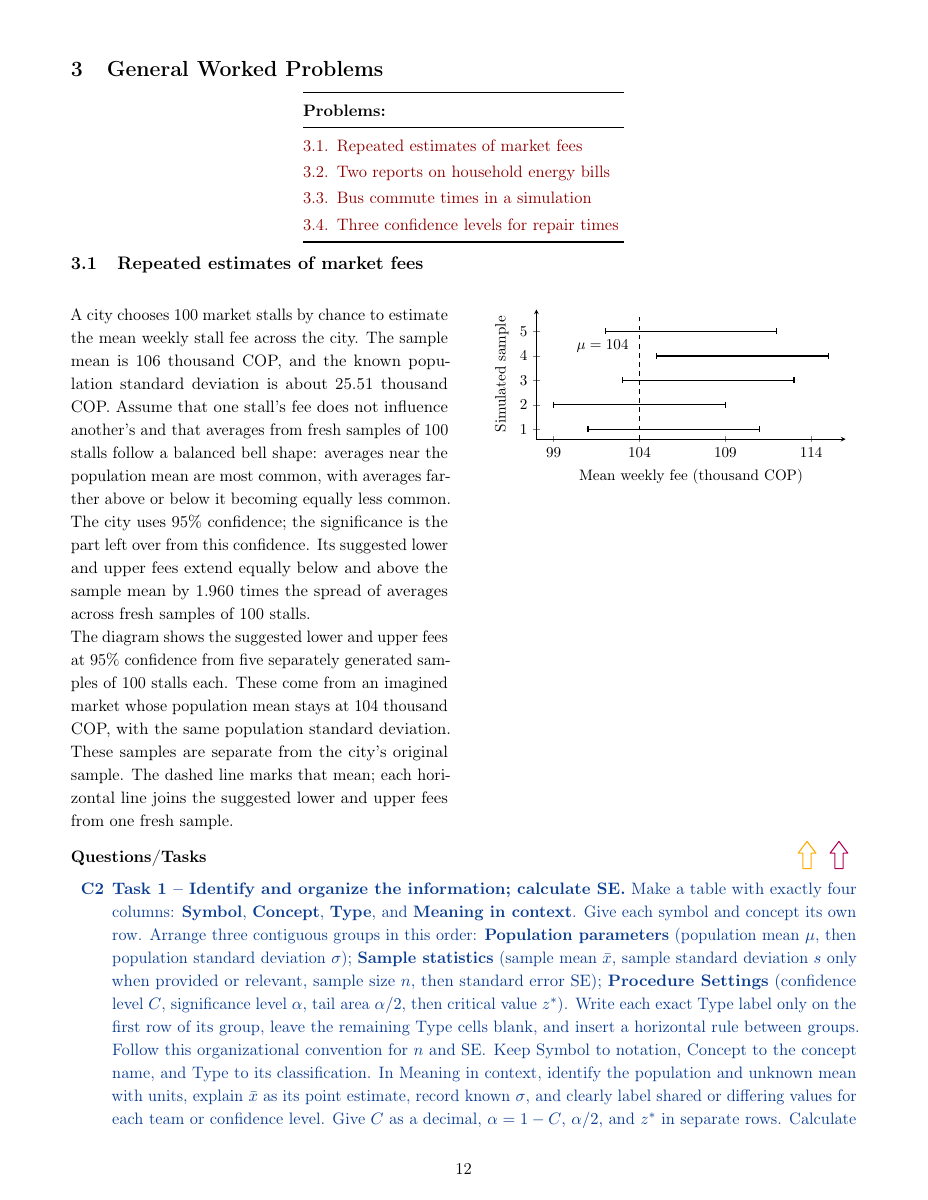 3 General Worked Problems
Problems:
3.1. Repeated estimates of market fees
3.2. Two reports on household energy bills
3.3. Bus commute times in a simulation
3.4. Three confidence levels for repair times
3.1 Repeated estimates of market fees
A city chooses 100 market stalls by chance to estimate
the mean weekly stall fee across the city. The sample
mean is 106 thousand COP, and the known popu-
lation standard deviation is about 25.51 thousand
COP. Assume that one stall's fee does not influence
another's and that averages from fresh samples of 100
stalls follow a balanced bell shape: averages near the
population mean are most common, with averages far-
ther above or below it becoming equally less common.
The city uses 95% confidence; the significance is the
part left over from this confidence. Its suggested lower
and upper fees extend equally below and above the
sample mean by 1.960 times the spread of averages
across fresh samples of 100 stalls.
The diagram shows the suggested lower and upper fees
at 95% confidence from five separately generated sam-
ples of 100 stalls each. These come from an imagined
market whose population mean stays at 104 thousand
COP, with the same population standard deviation.
These samples are separate from the city's original
sample. The dashed line marks that mean; each hori-
zontal line joins the suggested lower and upper fees
from one fresh sample.
Simulated sample
5
4
3
2
1
μ = 104
99 104 109 114
Mean weekly fee (thousand COP)
Questions/Tasks
C2 Task 1 – Identify and organize the information; calculate SE. Make a table with exactly four
columns: Symbol, Concept, Type, and Meaning in context. Give each symbol and concept its own
row. Arrange three contiguous groups in this order: Population parameters (population mean μ, then
population standard deviation σ); Sample statistics (sample mean x̄, sample standard deviation s only
when provided or relevant, sample size n, then standard error SE); Procedure Settings (confidence
level C, significance level α, tail area α/2, then critical value z*). Write each exact Type label only on the
first row of its group, leave the remaining Type cells blank, and insert a horizontal rule between groups.
Follow this organizational convention for n and SE. Keep Symbol to notation, Concept to the concept
name, and Type to its classification. In Meaning in context, identify the population and unknown mean
with units, explain x̄ as its point estimate, record known σ, and clearly label shared or differing values for
each team or confidence level. Give C as a decimal, α = 1 − C, α/2, and z* in separate rows. Calculate
12